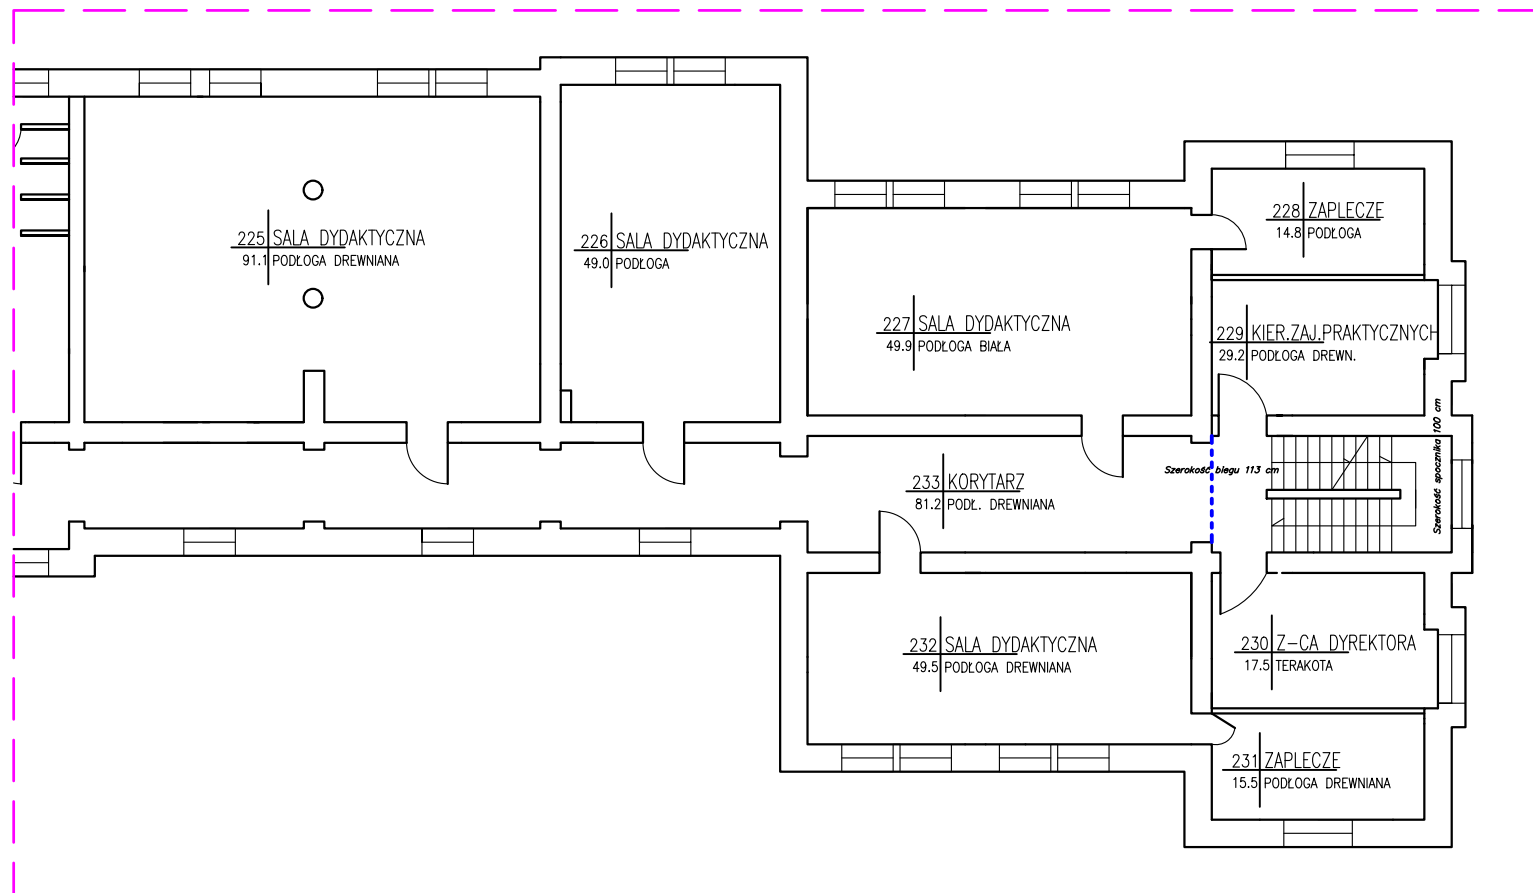 225 SALA DYDAKTYCZNA
91.1 PODŁOGA DREWNIANA
226 SALA DYDAKTYCZNA
49.0 PODŁOGA
227 SALA DYDAKTYCZNA
49.9 PODŁOGA BIAŁA
228 ZAPLECZE
14.8 PODŁOGA
229 KIER.ZAJ.PRAKTYCZNYCH
29.2 PODŁOGA DREWN.
Szerokość biegu 113 cm
Szerokość spocznika 100 cm
233 KORYTARZ
81.2 PODŁ. DREWNIANA
232 SALA DYDAKTYCZNA
49.5 PODŁOGA DREWNIANA
230 Z-CA DYREKTORA
17.5 TERAKOTA
231 ZAPLECZE
15.5 PODŁOGA DREWNIANA